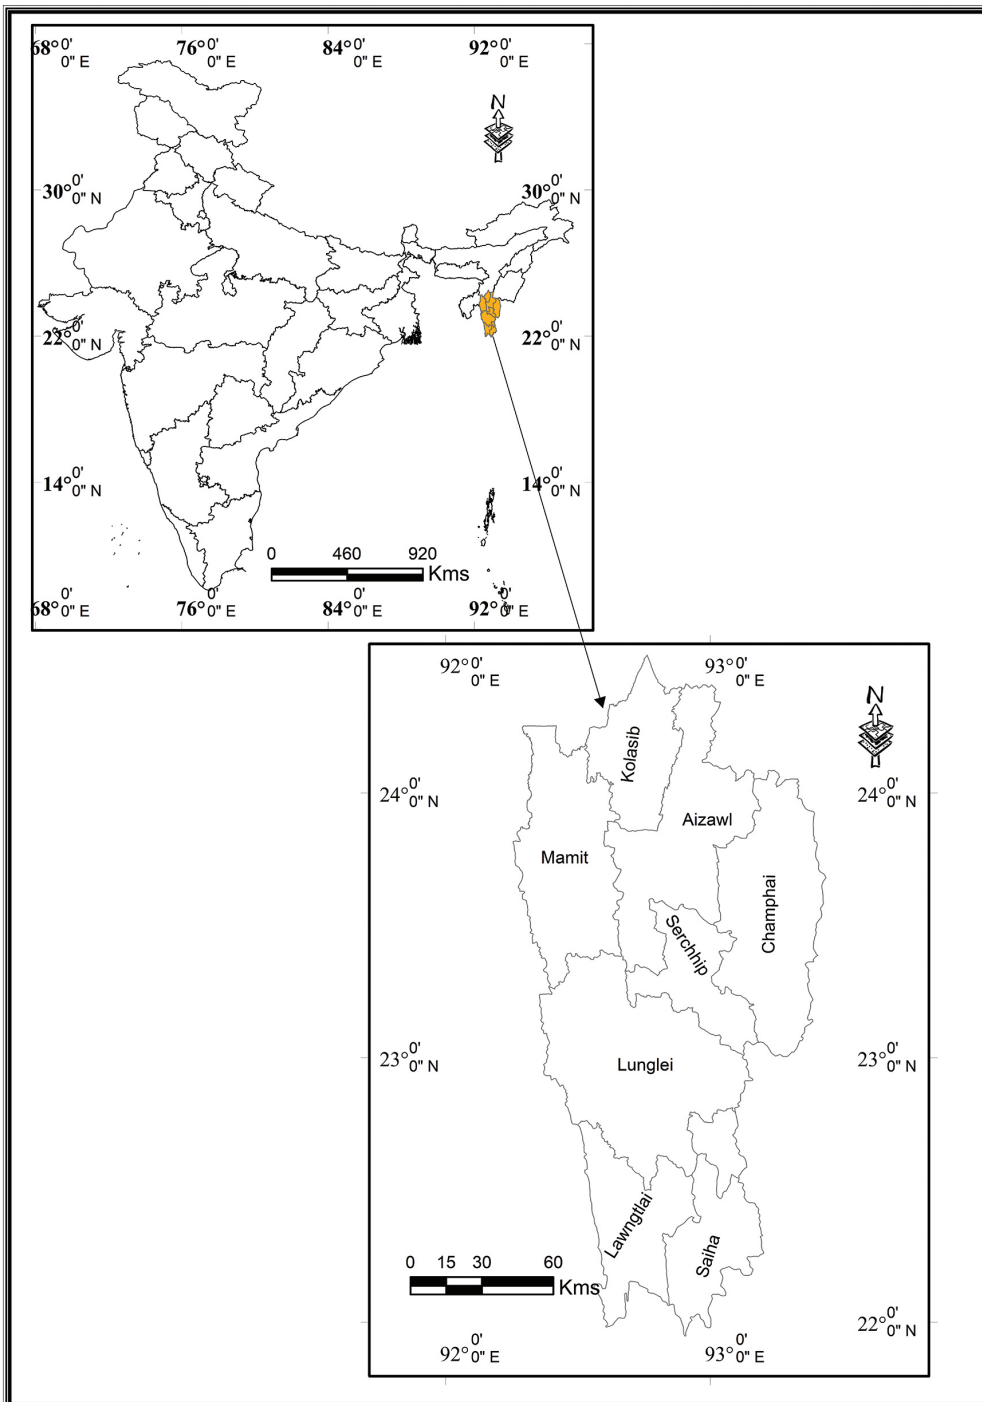 68°0'0" E 76°0'0" E 84°0'0" E 92°0'0" E
N
30°0'0" N 30°0'0" N
22°0'0" N 22°0'0" N
14°0'0" N 14°0'0" N
0 460 920
Kms
68°0'0" E 76°0'0" E 84°0'0" E 92°0'0" E
92°0'0" E 93°0'0" E
N
Kolasib
24°0'0" N 24°0'0" N
Aizawl
Mamit
Champhai
Serchhip
23°0'0" N 23°0'0" N
Lunglei
Lawngtlai
Saiha
0 15 30 60
Kms
22°0'0" N
92°0'0" E 93°0'0" E